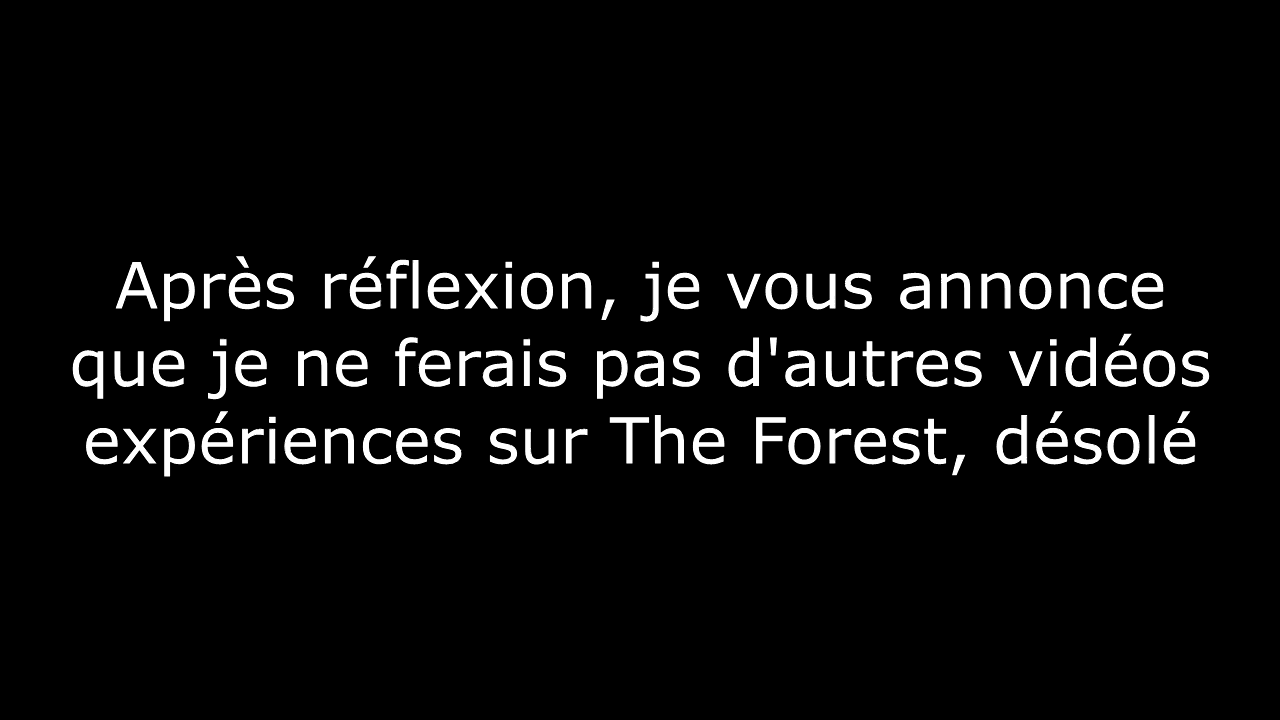 Après réflexion, je vous annonce
que je ne ferais pas d'autres vidéos
expériences sur The Forest, désolé